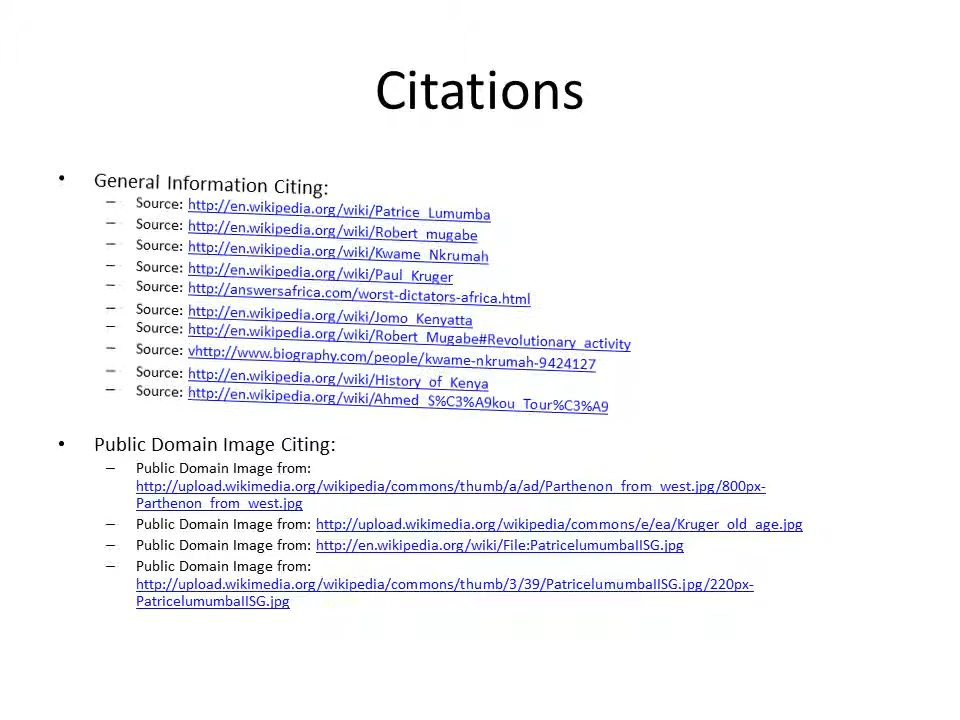 Citations
• General Information Citing:
– Source: http://en.wikipedia.org/wiki/Patrice_Lumumba
– Source: http://en.wikipedia.org/wiki/Robert_mugabe
– Source: http://en.wikipedia.org/wiki/Kwame_Nkrumah
– Source: http://en.wikipedia.org/wiki/Paul_Kruger
– Source: http://answersafrica.com/worst-dictators-africa.html
– Source: http://en.wikipedia.org/wiki/Jomo_Kenyatta
– Source: http://en.wikipedia.org/wiki/Robert_Mugabe#Revolutionary_activity
– Source: vhttp://www.biography.com/people/kwame-nkrumah-9424127
– Source: http://en.wikipedia.org/wiki/History_of_Kenya
– Source: http://en.wikipedia.org/wiki/Ahmed_S%C3%A9kou_Tour%C3%A9
• Public Domain Image Citing:
– Public Domain Image from:
http://upload.wikimedia.org/wikipedia/commons/thumb/a/ad/Parthenon_from_west.jpg/800px-
Parthenon_from_west.jpg
– Public Domain Image from: http://upload.wikimedia.org/wikipedia/commons/e/ea/Kruger_old_age.jpg
– Public Domain Image from: http://en.wikipedia.org/wiki/File:PatricelumumbaIISG.jpg
– Public Domain Image from:
http://upload.wikimedia.org/wikipedia/commons/thumb/3/39/PatricelumumbaIISG.jpg/220px-
PatricelumumbaIISG.jpg